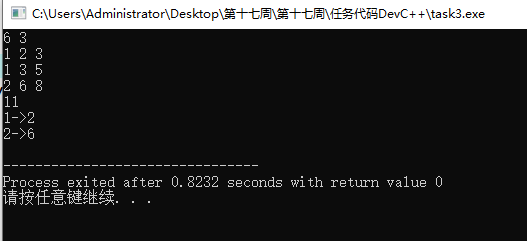 C:\Users\Administrator\Desktop\第十七周\第十七周\任务代码DevC++\task3.exe
6 3
1 2 3
1 3 5
2 6 8
11
1->2
2->6
--------------------------------
Process exited after 0.8232 seconds with return value 0
请按任意键继续. . .